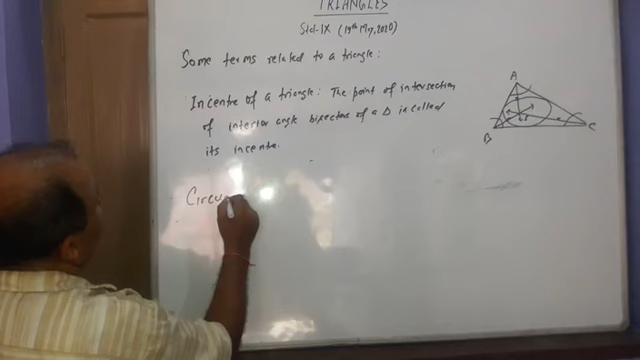 TRIANGLES
Std-IX (19th May, 2020)
Some terms related to a triangle:
Incentre of a triangle: The point of intersection
of interior angle bisectors of a Δ is called
its incentre.
A
B
C
Circu